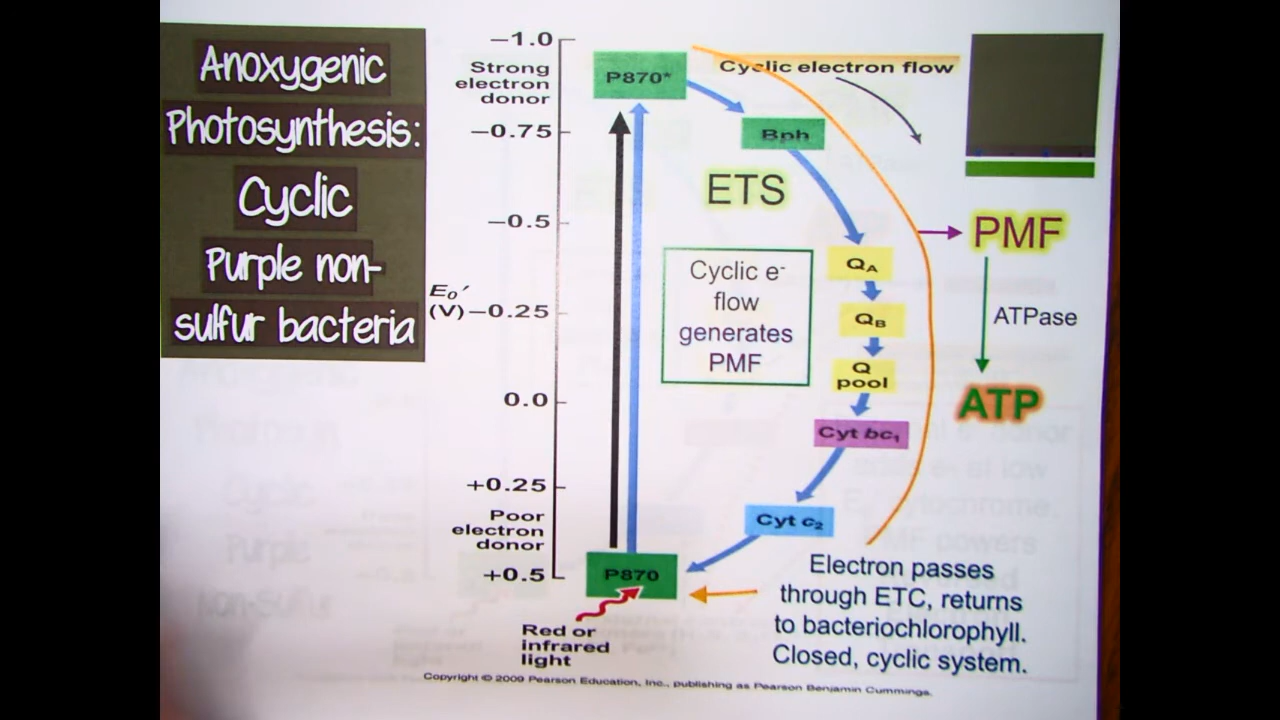 Anoxygenic
Photosynthesis:
Cyclic
Purple non-
sulfur bacteria
−1.0
Strong
electron
donor
−0.75
−0.5
E₀′
(V)
−0.25
0.0
+0.25
Poor
electron
donor
+0.5
P870*
Cyclic electron flow
Bph
ETS
Cyclic e⁻
flow
generates
PMF
QA
QB
Q
pool
Cyt bc₁
Cyt c₂
P870
Red or
infrared
light
PMF
ATPase
ATP
Electron passes
through ETC, returns
to bacteriochlorophyll.
Closed, cyclic system.
Copyright © 2009 Pearson Education, Inc., publishing as Pearson Benjamin Cummings.